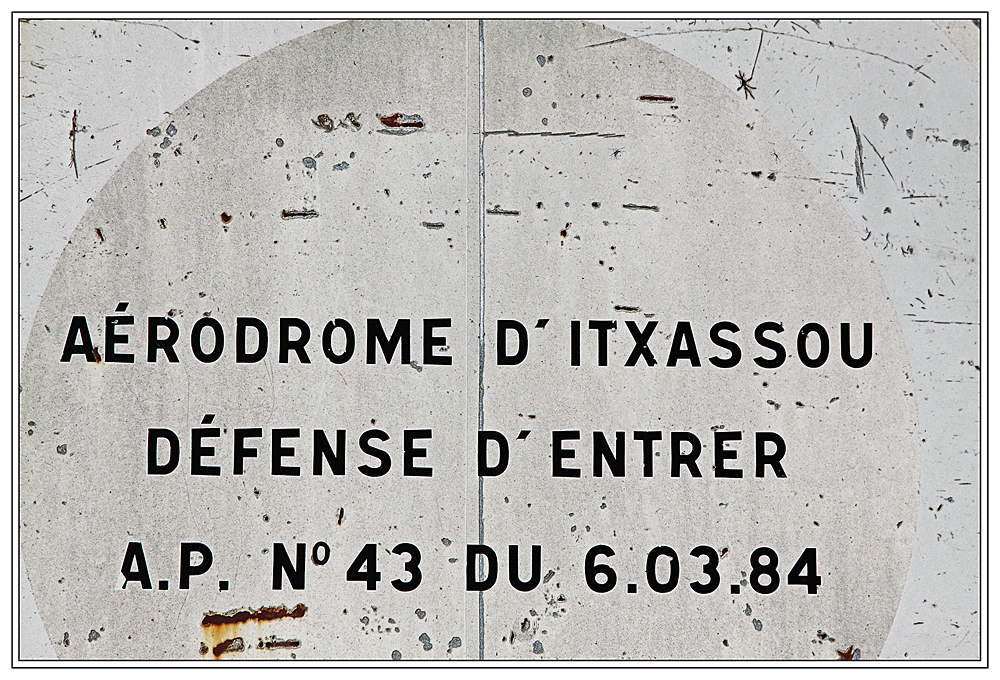 AÉRODROME D'ITXASSOU
DÉFENSE D'ENTRER
A.P. Nº 43 DU 6.03.84